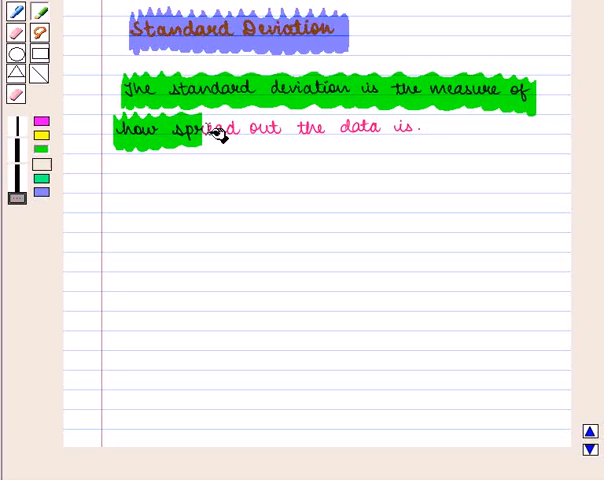 Standard Deviation
The standard deviation is the measure of
how spread out the data is.